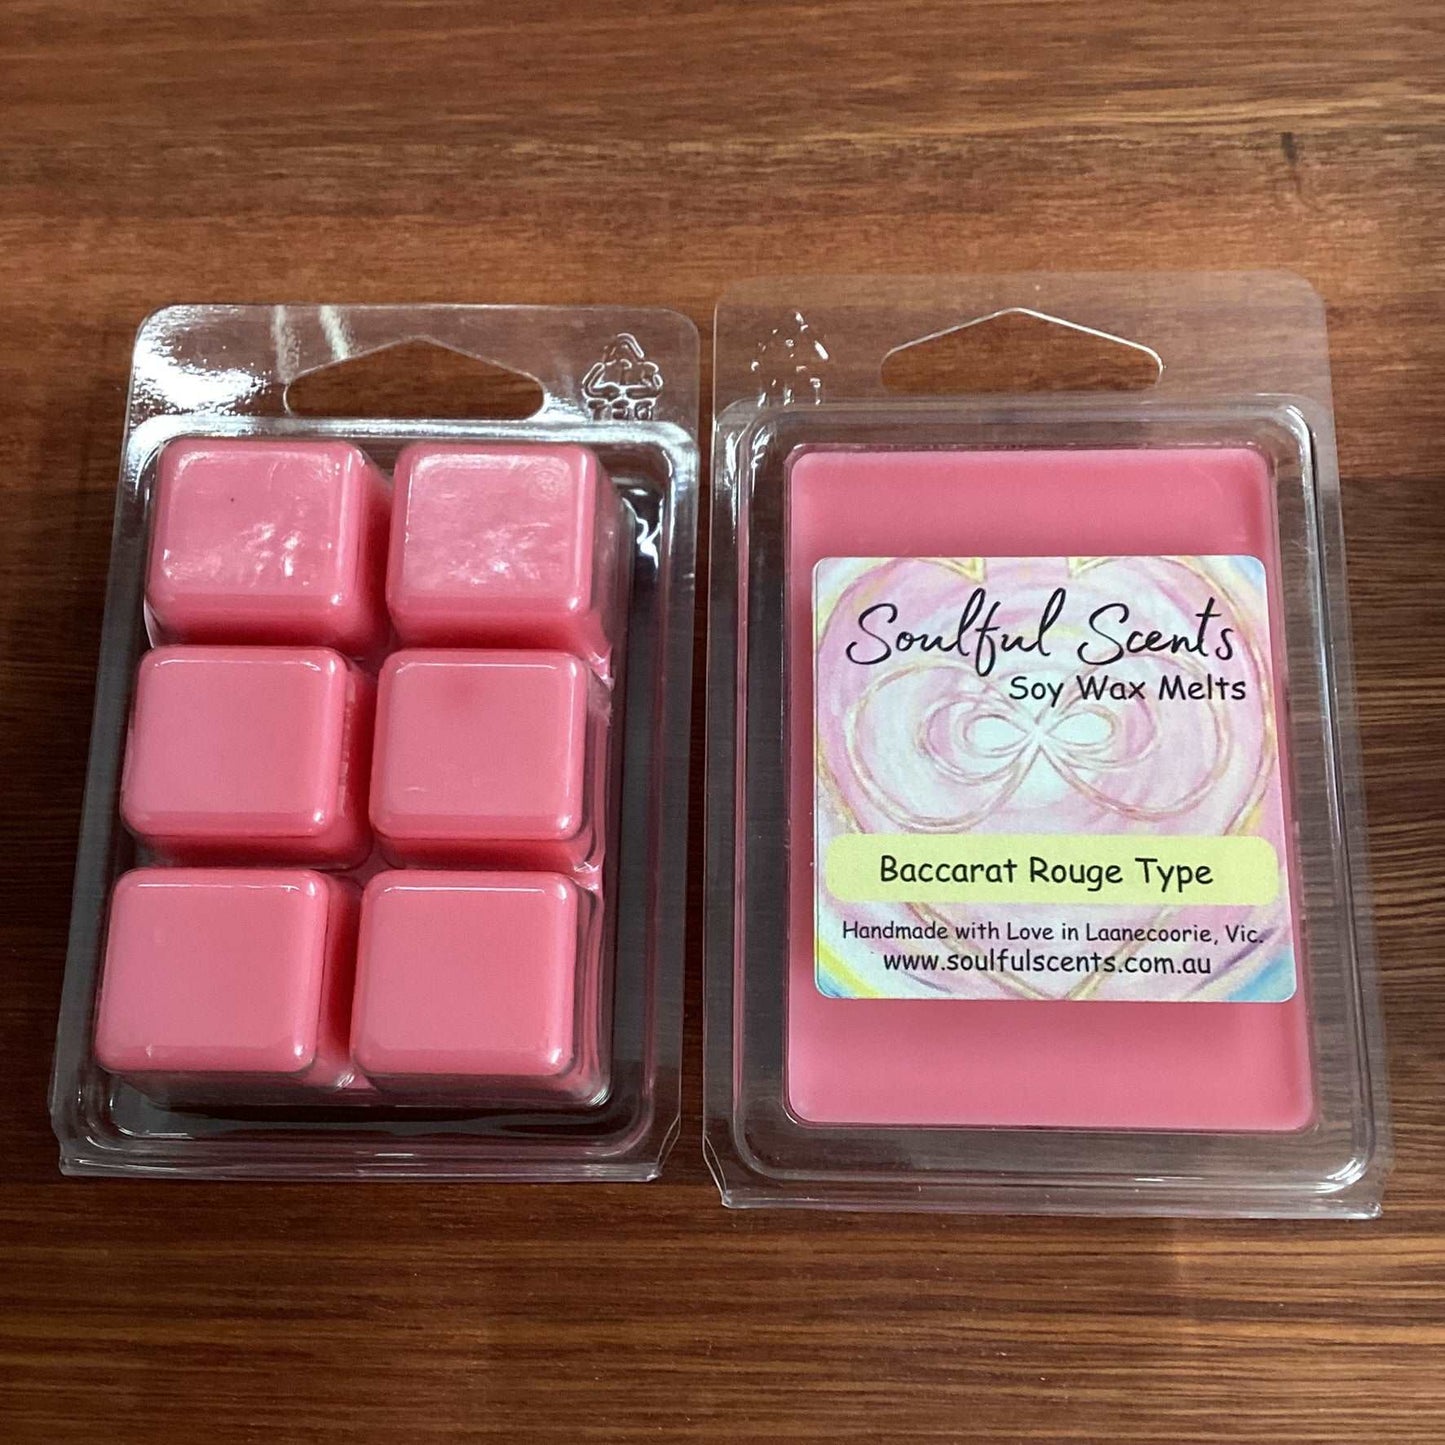 Soulful Scents
Soy Wax Melts
Baccarat Rouge Type
Handmade with Love in Laanecoorie, Vic.
www.soulfulscents.com.au